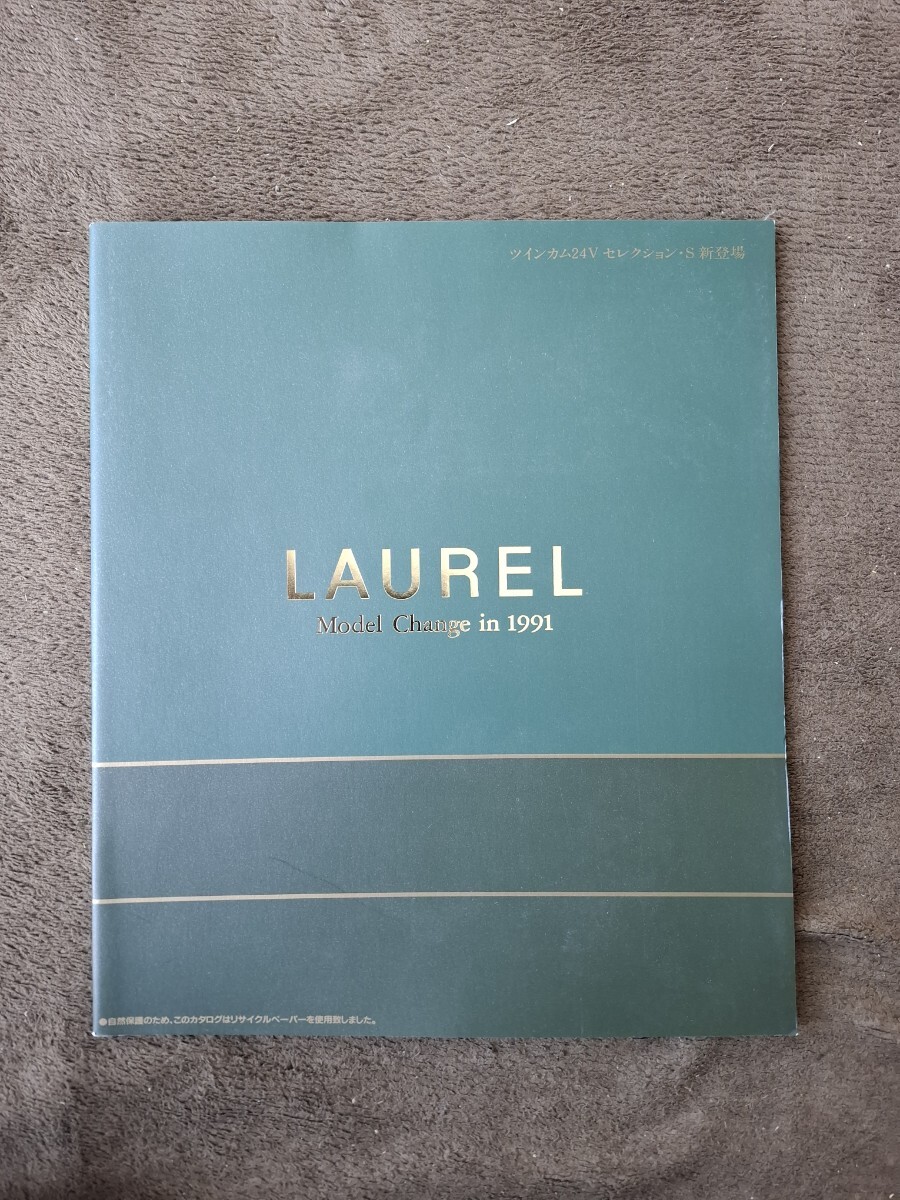 ツインカム24V セレクション・S 新登場
LAUREL
Model Change in 1991
●自然保護のため、このカタログはリサイクルペーパーを使用致しました。